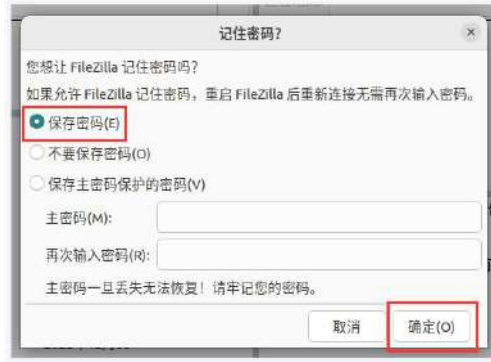 记住密码?
您想让 FileZilla 记住密码吗?
如果允许 FileZilla 记住密码，重启 FileZilla 后重新连接无需再次输入密码。
保存密码(E)
不要保存密码(O)
保存主密码保护的密码(V)
主密码(M):
再次输入密码(R):
主密码一旦丢失无法恢复！请牢记您的密码。
取消
确定(O)